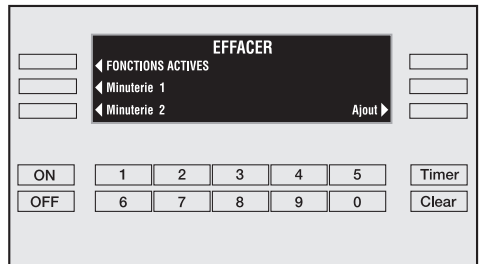 EFFACER
FONCTIONS ACTIVES
Minuterie 1
Minuterie 2 Ajout
ON 1 2 3 4 5 Timer
OFF 6 7 8 9 0 Clear